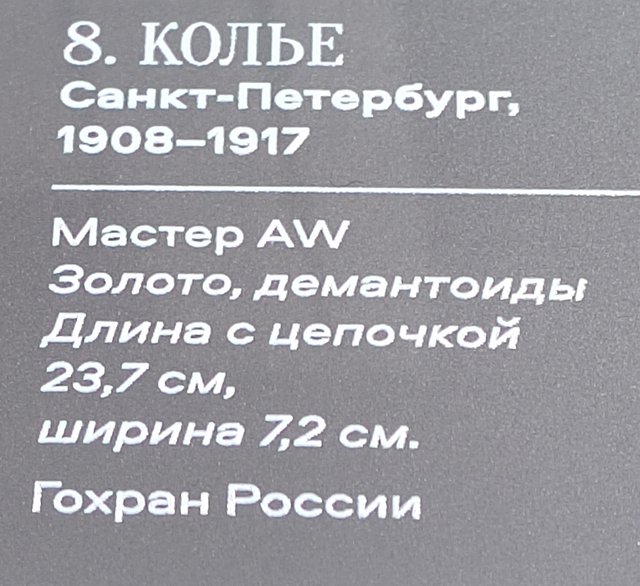 8. КОЛЬЕ
Санкт-Петербург,
1908–1917
Мастер AW
Золото, демантоиды
Длина с цепочкой
23,7 см,
ширина 7,2 см.
Гохран России